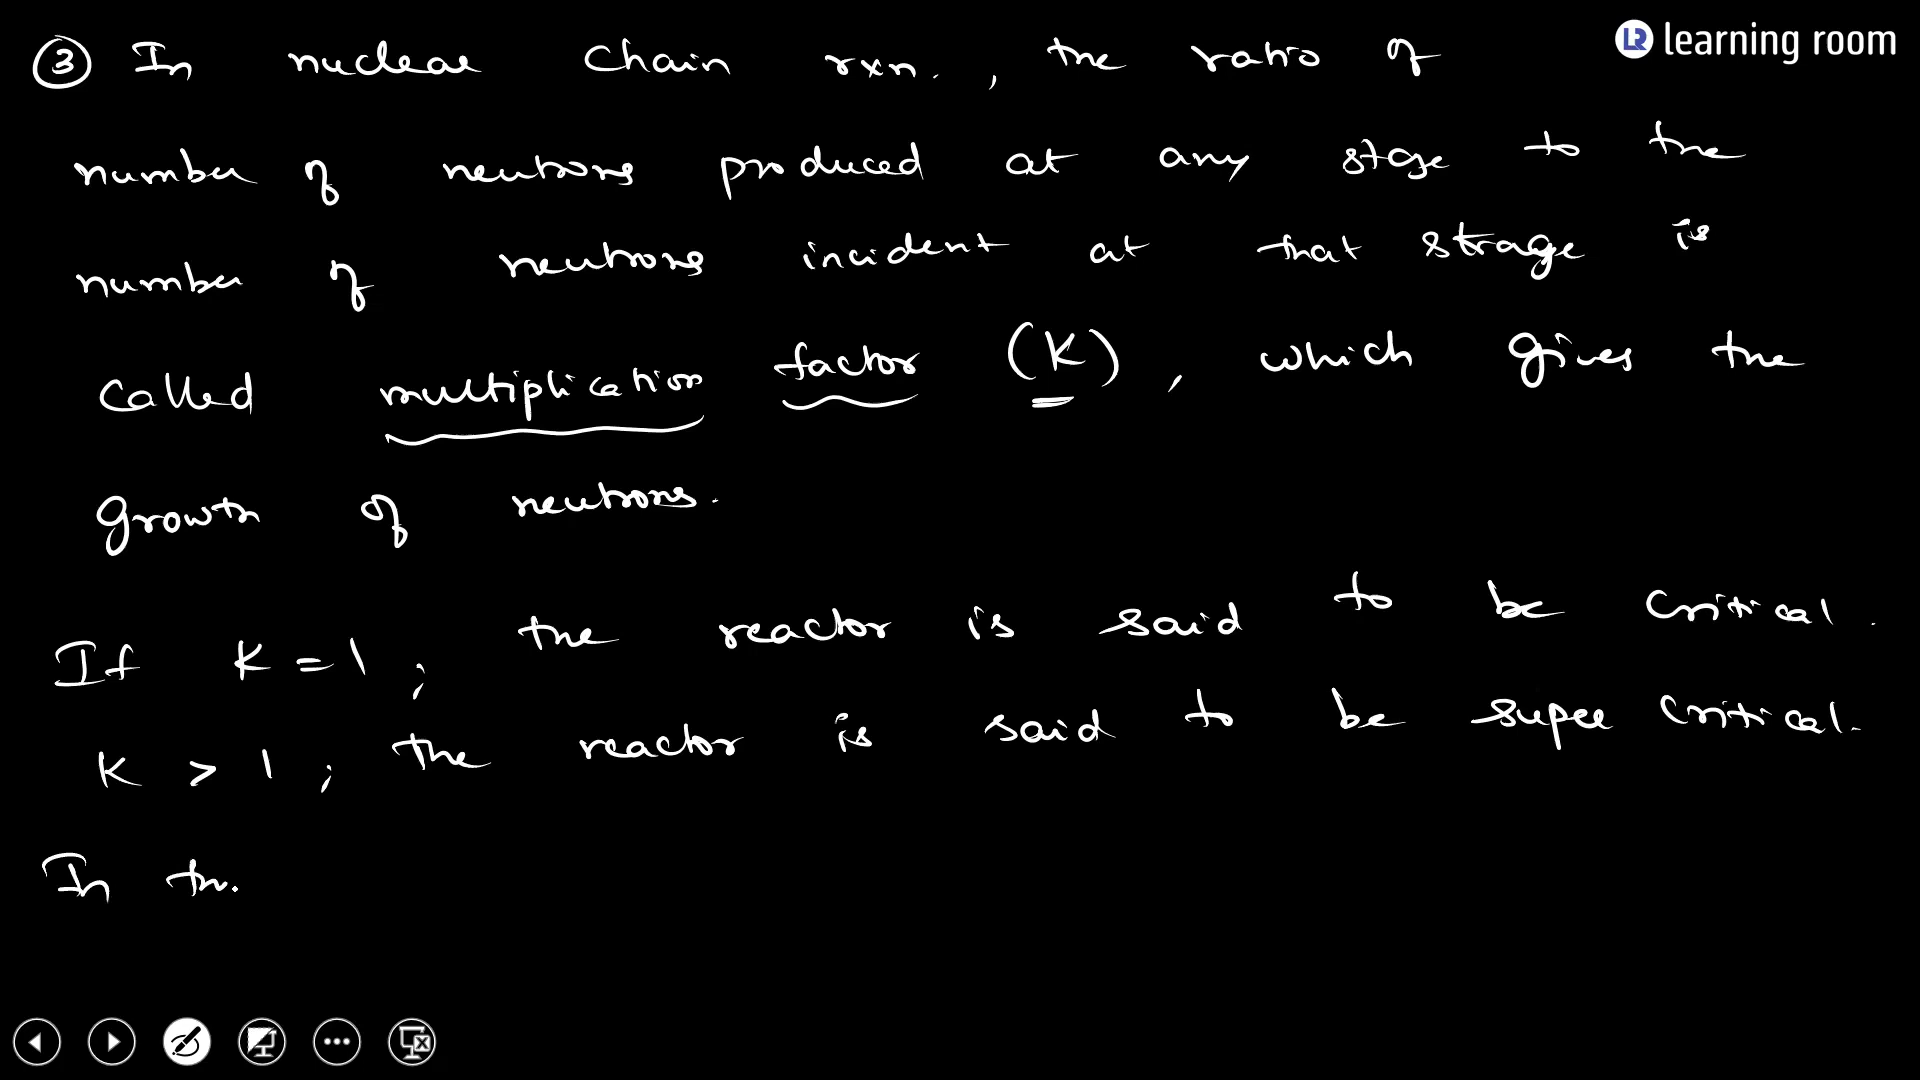 learning room
③ In nuclear chain rxn., the ratio of
number of neutrons produced at any stage to the
number of neutrons incident at that strage is
called multiplication factor (K), which gives the
growth of neutrons.
If K = 1 ; the reactor is said to be critical.
K > 1 ; the reactor is said to be super critical.
In